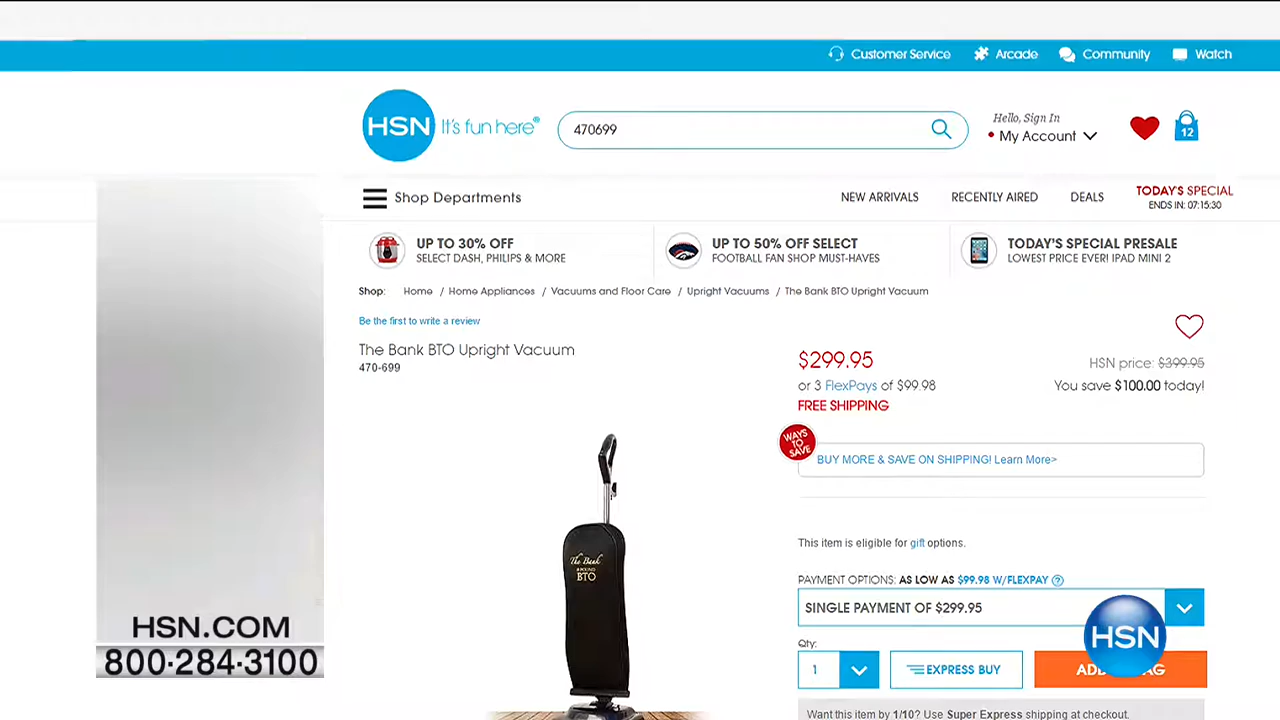 Customer Service Arcade Community Watch
HSN It's fun here®
470699
Hello, Sign In
My Account
12
Shop Departments
NEW ARRIVALS RECENTLY AIRED DEALS
TODAY'S SPECIAL
ENDS IN: 07:15:30
UP TO 30% OFF
SELECT DASH, PHILIPS & MORE
UP TO 50% OFF SELECT
FOOTBALL FAN SHOP MUST-HAVES
TODAY'S SPECIAL PRESALE
LOWEST PRICE EVER! IPAD MINI 2
Shop: Home / Home Appliances / Vacuums and Floor Care / Upright Vacuums / The Bank BTO Upright Vacuum
Be the first to write a review
The Bank BTO Upright Vacuum
470-699
$299.95
HSN price: $399.95
or 3 FlexPays of $99.98
You save $100.00 today!
FREE SHIPPING
WAYS
TO
SAVE
BUY MORE & SAVE ON SHIPPING! Learn More>
This item is eligible for gift options.
PAYMENT OPTIONS: AS LOW AS $99.98 W/FLEXPAY ?
SINGLE PAYMENT OF $299.95
Qty:
1
EXPRESS BUY
HSN
Want this item by 1/10? Use Super Express shipping at checkout.
The Bank
BTO
HSN.COM
800·284·3100